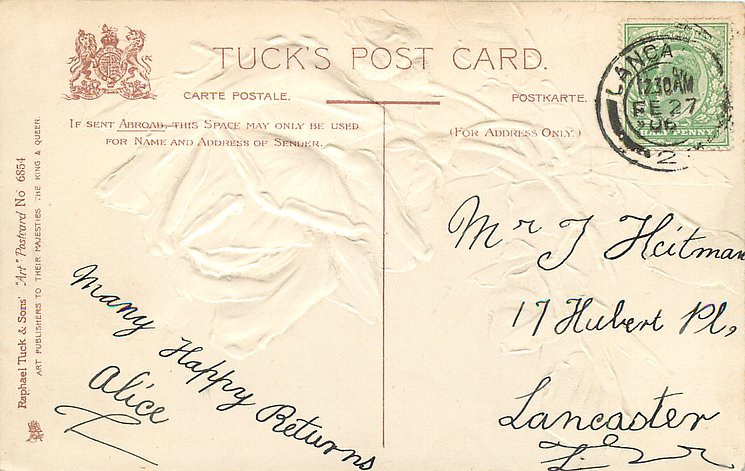 TUCK'S POST CARD.
CARTE POSTALE.
POSTKARTE.
IF SENT ABROAD, THIS SPACE MAY ONLY BE USED
FOR NAME AND ADDRESS OF SENDER.
(FOR ADDRESS ONLY.)
LANCA
12.30AM
FE 27
06
2
HALF PENNY
Raphael Tuck & Sons' "Art" Postcard No 6854
ART PUBLISHERS TO THEIR MAJESTIES THE KING & QUEEN.
Many Happy Returns
Alice
Mr J Heitman
17 Hubert Pl,
Lancaster